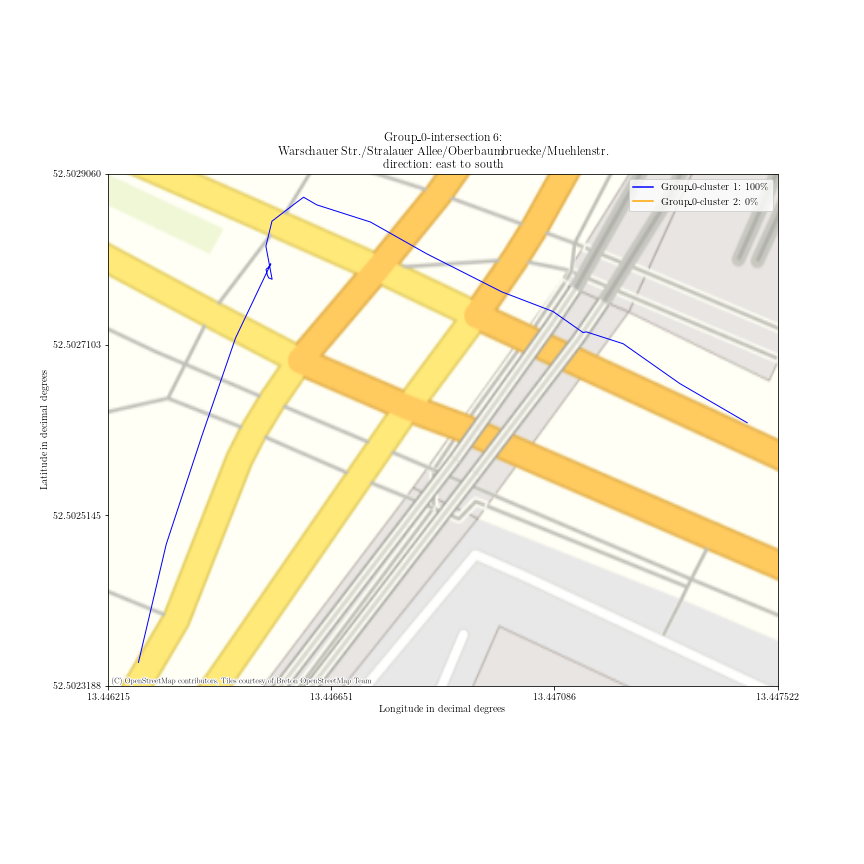 Group_0-intersection 6:
Warschauer Str./Stralauer Allee/Oberbaumbruecke/Muehlenstr.
direction: east to south
52.5029060
52.5027103
52.5025145
52.5023188
Latitude in decimal degrees
Group_0-cluster 1: 100%
Group_0-cluster 2: 0%
(C) OpenStreetMap contributors, Tiles courtesy of Breton OpenStreetMap Team
13.446215
13.446651
13.447086
13.447522
Longitude in decimal degrees